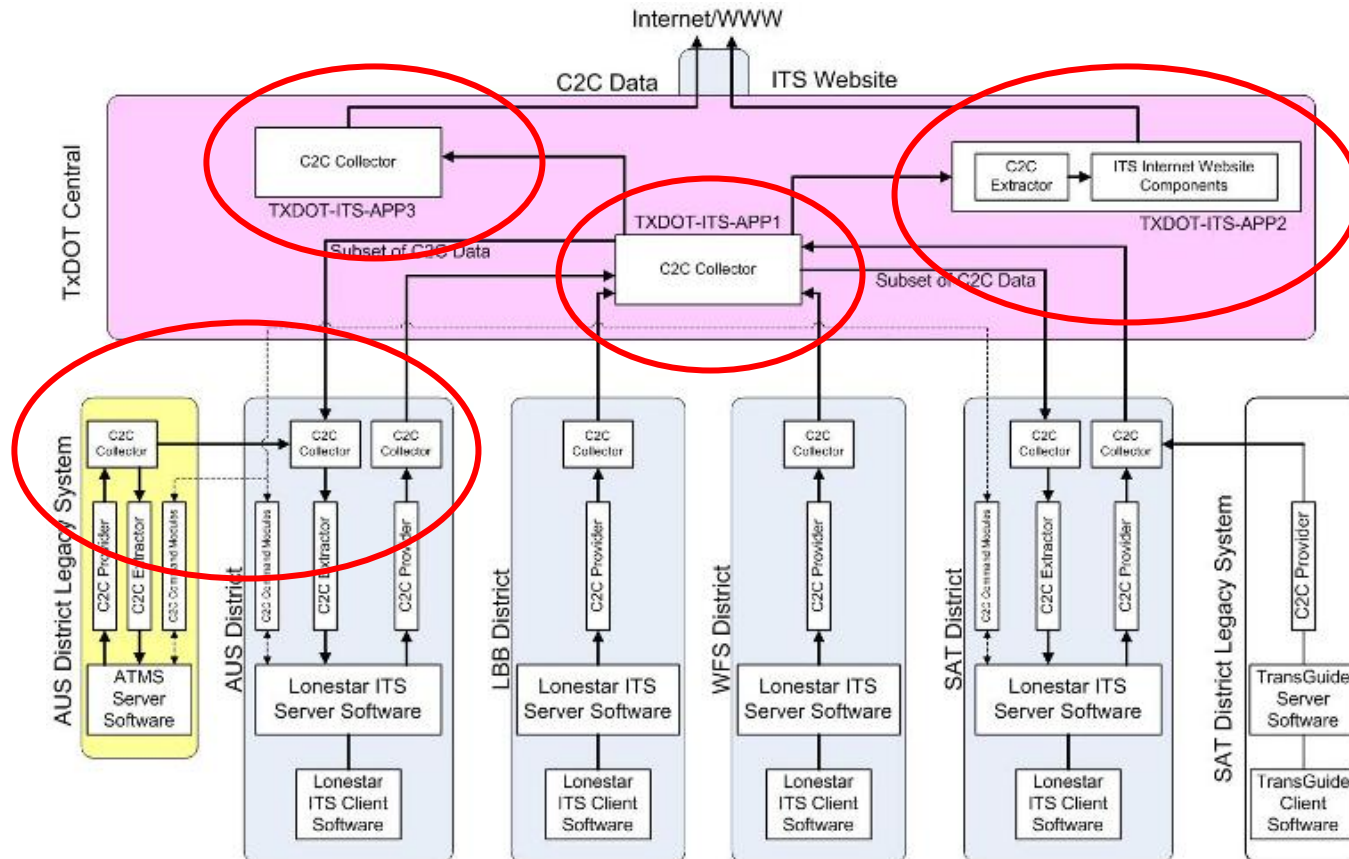 Internet/WWW
C2C Data
ITS Website
TxDOT Central
C2C Collector
TXDOT-ITS-APP3
C2C
Extractor
ITS Internet Website
Components
TXDOT-ITS-APP2
TXDOT-ITS-APP1
C2C Collector
Subset of C2C Data
Subset of C2C Data
AUS District Legacy System
C2C
Collector
C2C Provider
C2C Extractor
C2C Command Modules
ATMS
Server
Software
AUS District
C2C
Collector
C2C
Collector
C2C Command Modules
C2C Extractor
C2C Provider
Lonestar ITS
Server Software
Lonestar
ITS Client
Software
LBB District
C2C
Collector
C2C Provider
Lonestar ITS
Server Software
Lonestar
ITS Client
Software
WFS District
C2C
Collector
C2C Provider
Lonestar ITS
Server Software
Lonestar
ITS Client
Software
SAT District
C2C
Collector
C2C
Collector
C2C Command Modules
C2C Extractor
C2C Provider
Lonestar ITS
Server Software
Lonestar
ITS Client
Software
SAT District Legacy System
C2C Provider
TransGuide
Server
Software
TransGuide
Client
Software